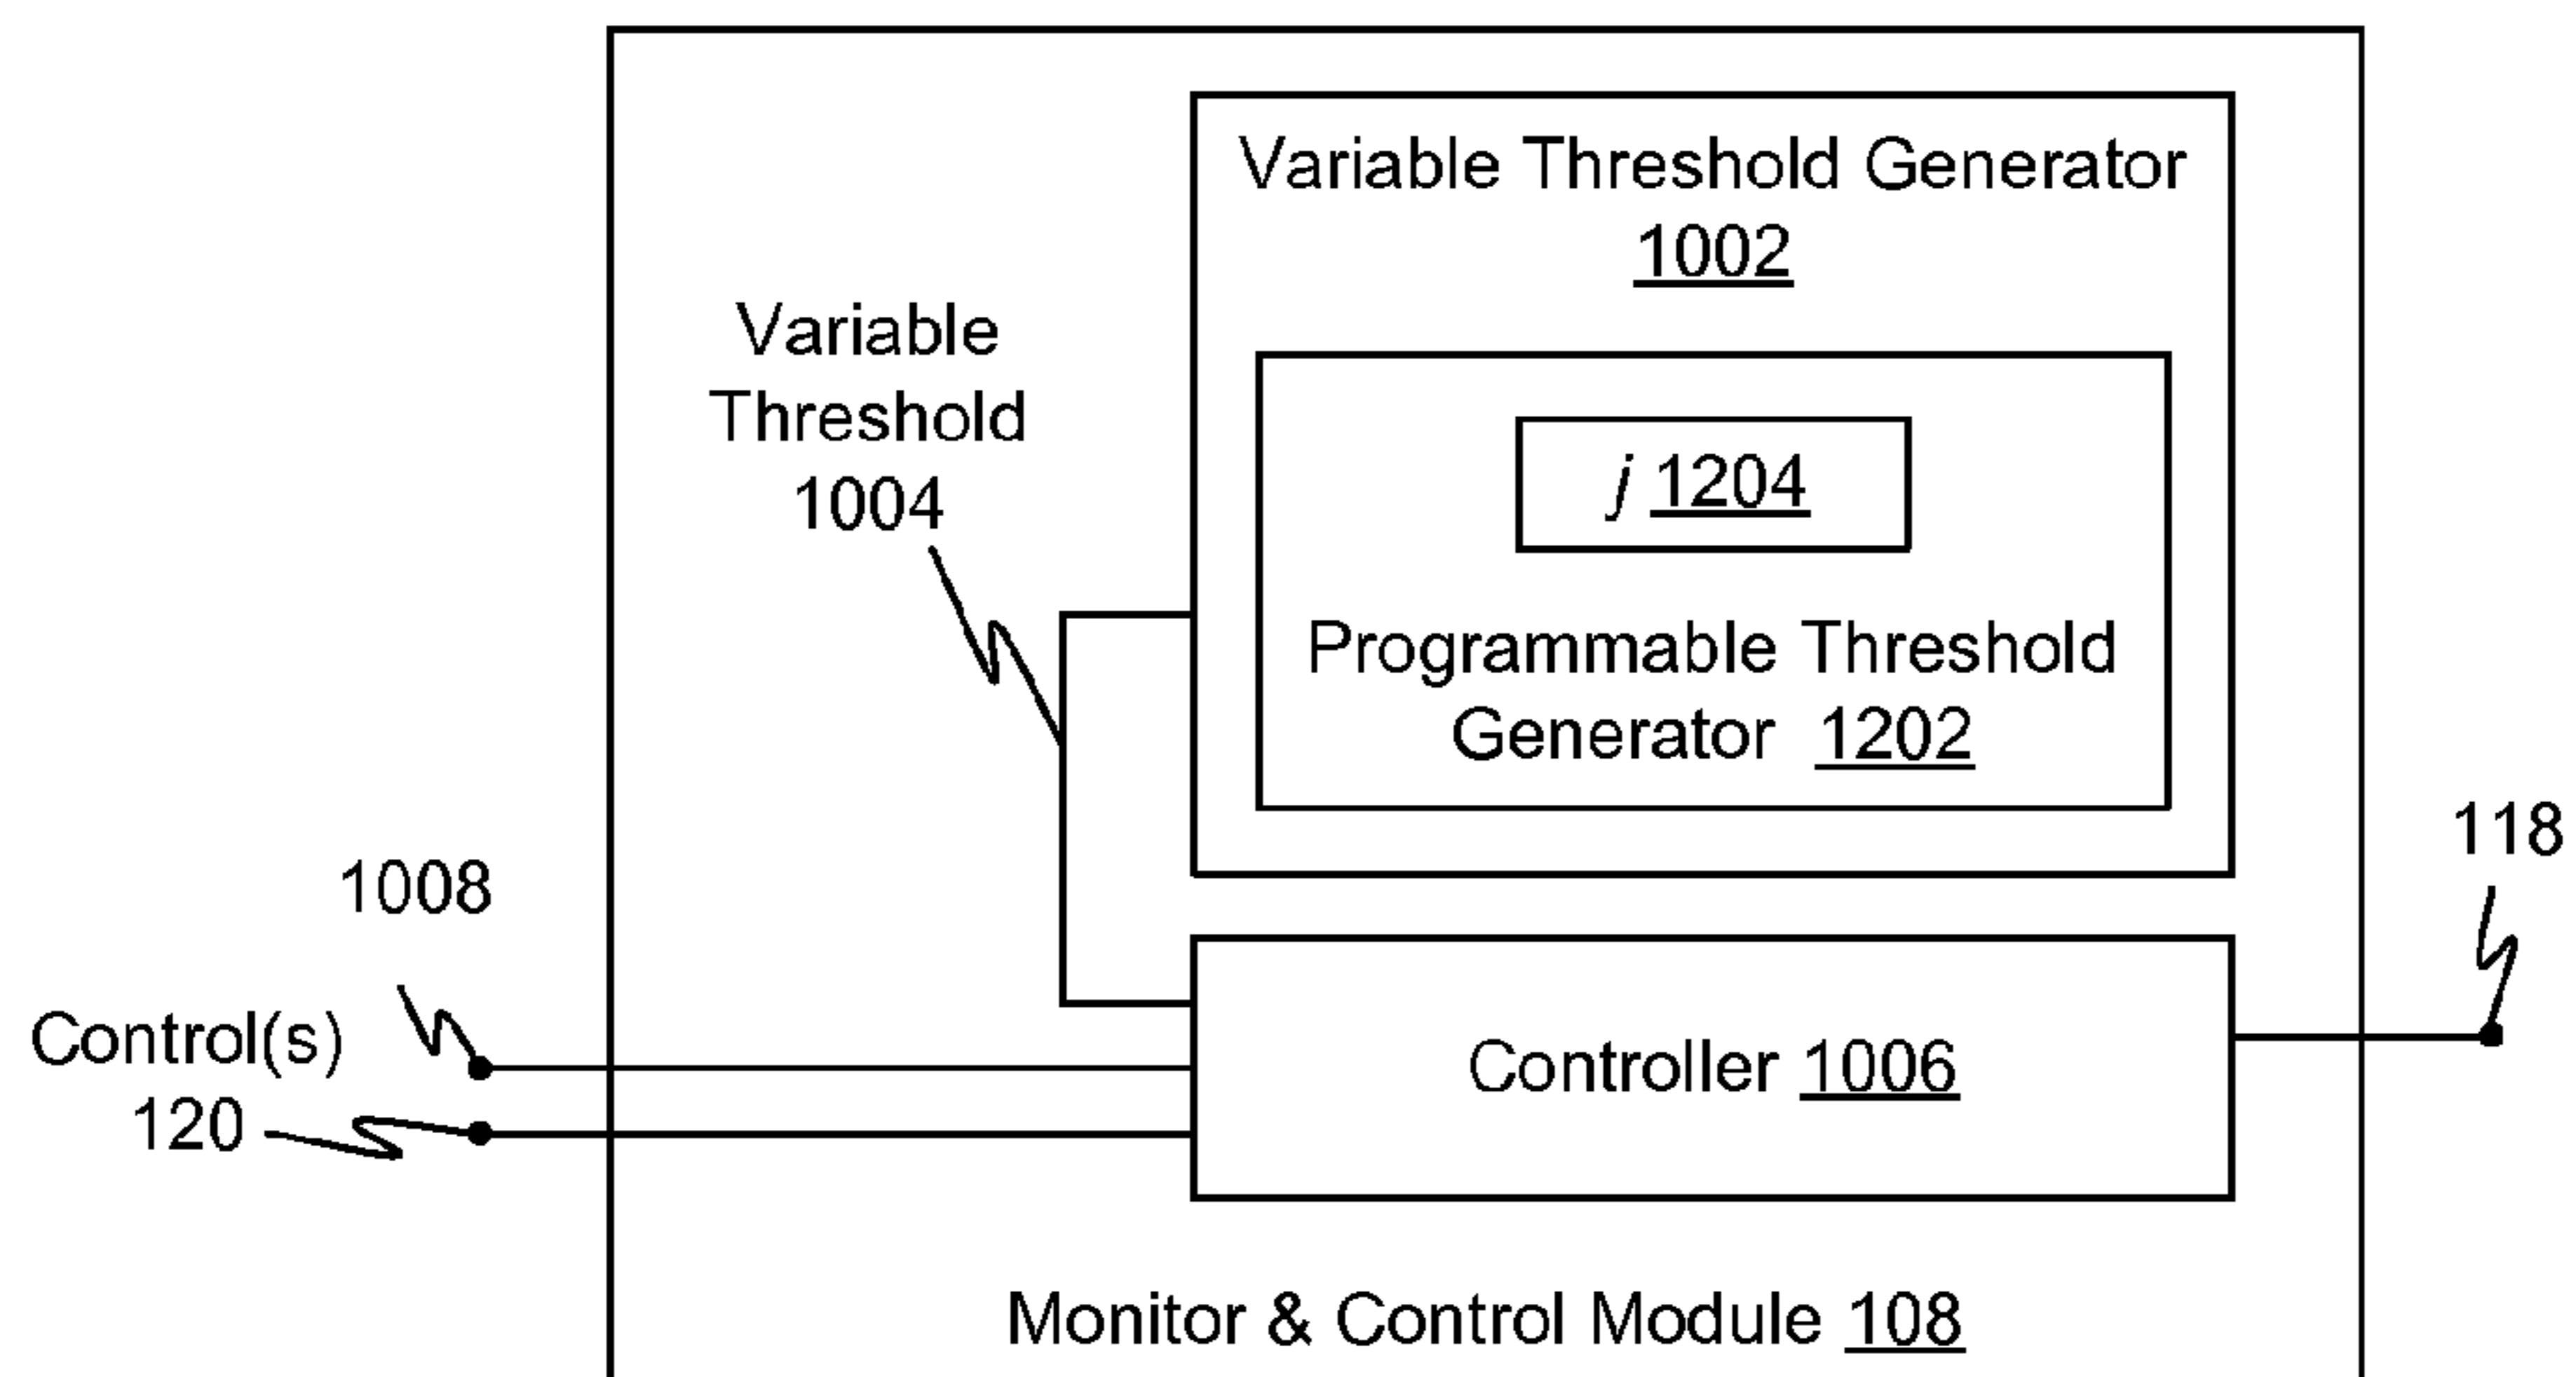 Variable Threshold Generator
1002
Variable
Threshold
1004
j 1204
Programmable Threshold
Generator 1202
118
1008
Control(s)
120
Controller 1006
Monitor & Control Module 108